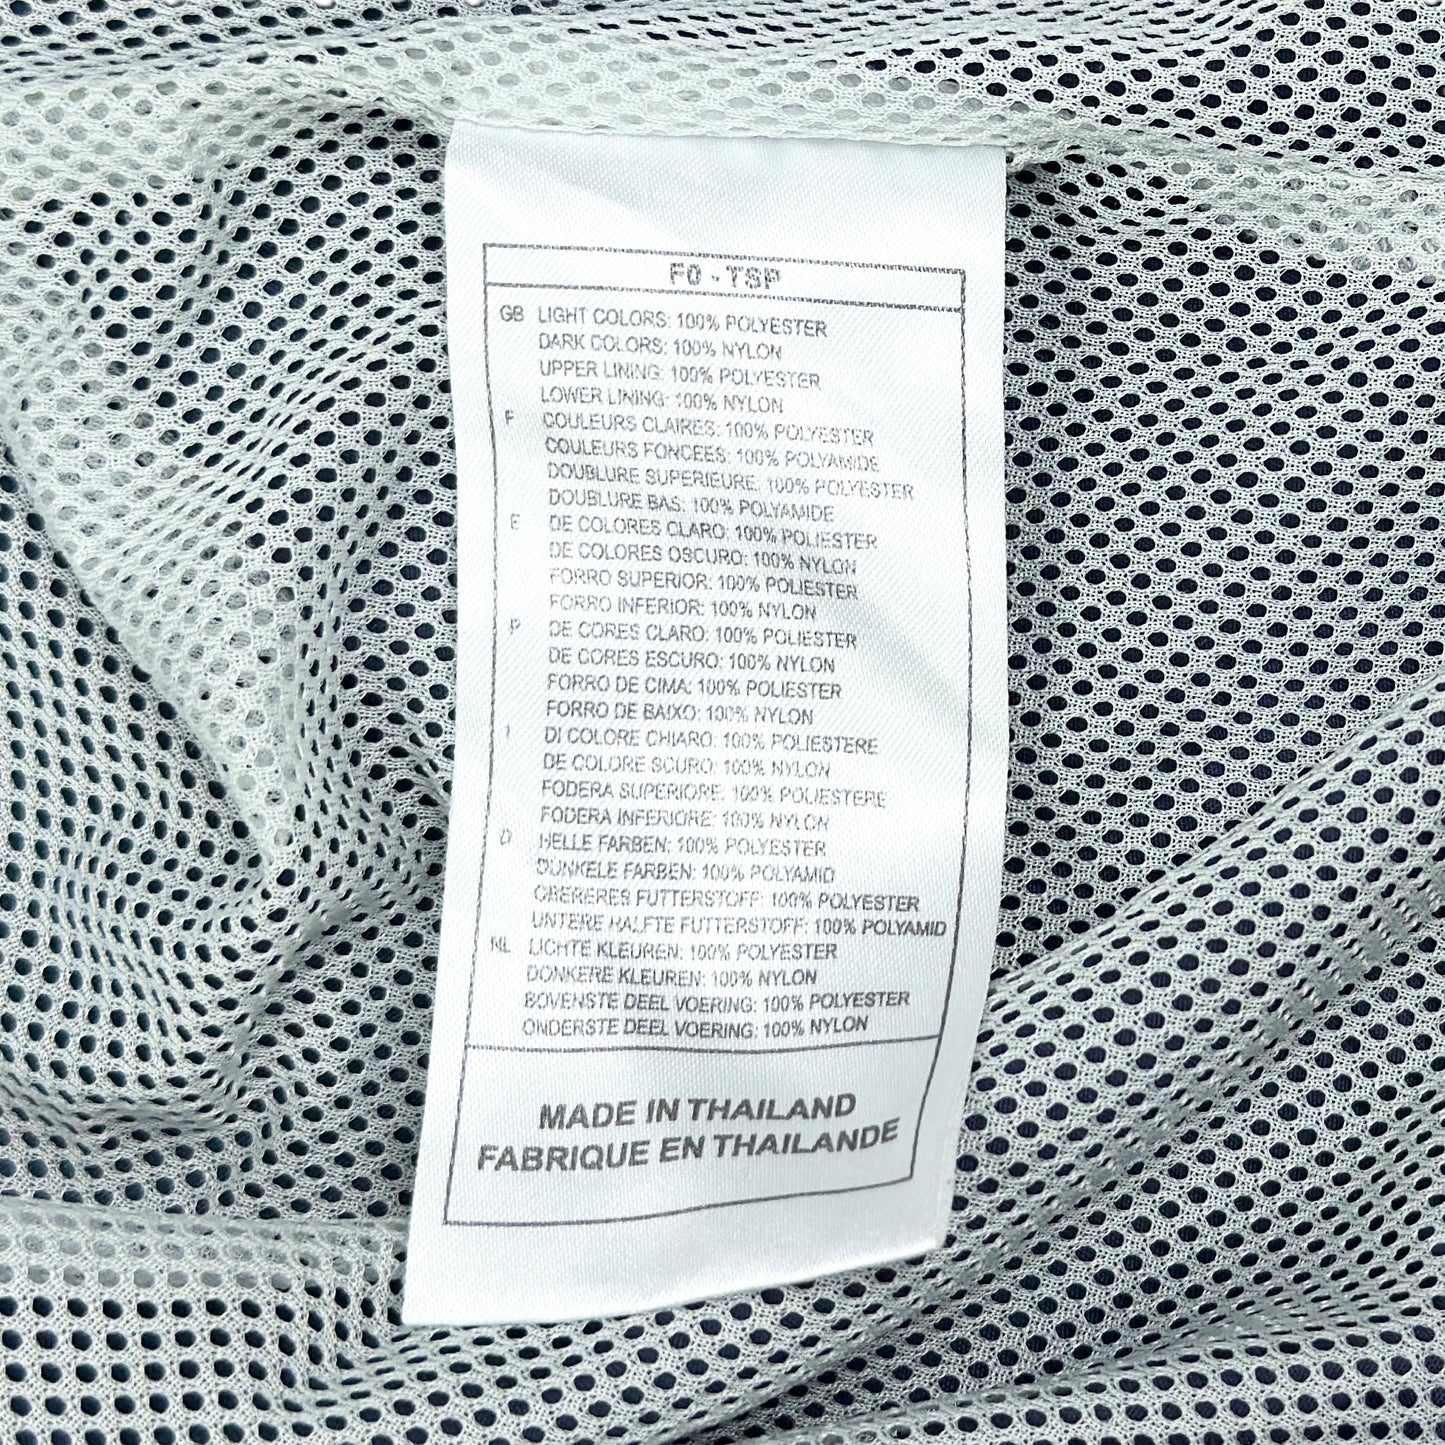 F0 - TSP
GB LIGHT COLORS: 100% POLYESTER
DARK COLORS: 100% NYLON
UPPER LINING: 100% POLYESTER
LOWER LINING: 100% NYLON
F COULEURS CLAIRES: 100% POLYESTER
COULEURS FONCEES: 100% POLYAMIDE
DOUBLURE SUPERIEURE: 100% POLYESTER
DOUBLURE BAS: 100% POLYAMIDE
E DE COLORES CLARO: 100% POLIESTER
DE COLORES OSCURO: 100% NYLON
FORRO SUPERIOR: 100% POLIESTER
FORRO INFERIOR: 100% NYLON
P DE CORES CLARO: 100% POLIESTER
DE CORES ESCURO: 100% NYLON
FORRO DE CIMA: 100% POLIESTER
FORRO DE BAIXO: 100% NYLON
I DI COLORE CHIARO: 100% POLIESTERE
DE COLORE SCURO: 100% NYLON
FODERA SUPERIORE: 100% POLIESTERE
FODERA INFERIORE: 100% NYLON
D HELLE FARBEN: 100% POLYESTER
DUNKELE FARBEN: 100% POLYAMID
OBERERES FUTTERSTOFF: 100% POLYESTER
UNTERE HALFTE FUTTERSTOFF: 100% POLYAMID
NL LICHTE KLEUREN: 100% POLYESTER
DONKERE KLEUREN: 100% NYLON
BOVENSTE DEEL VOERING: 100% POLYESTER
ONDERSTE DEEL VOERING: 100% NYLON
MADE IN THAILAND
FABRIQUE EN THAILANDE